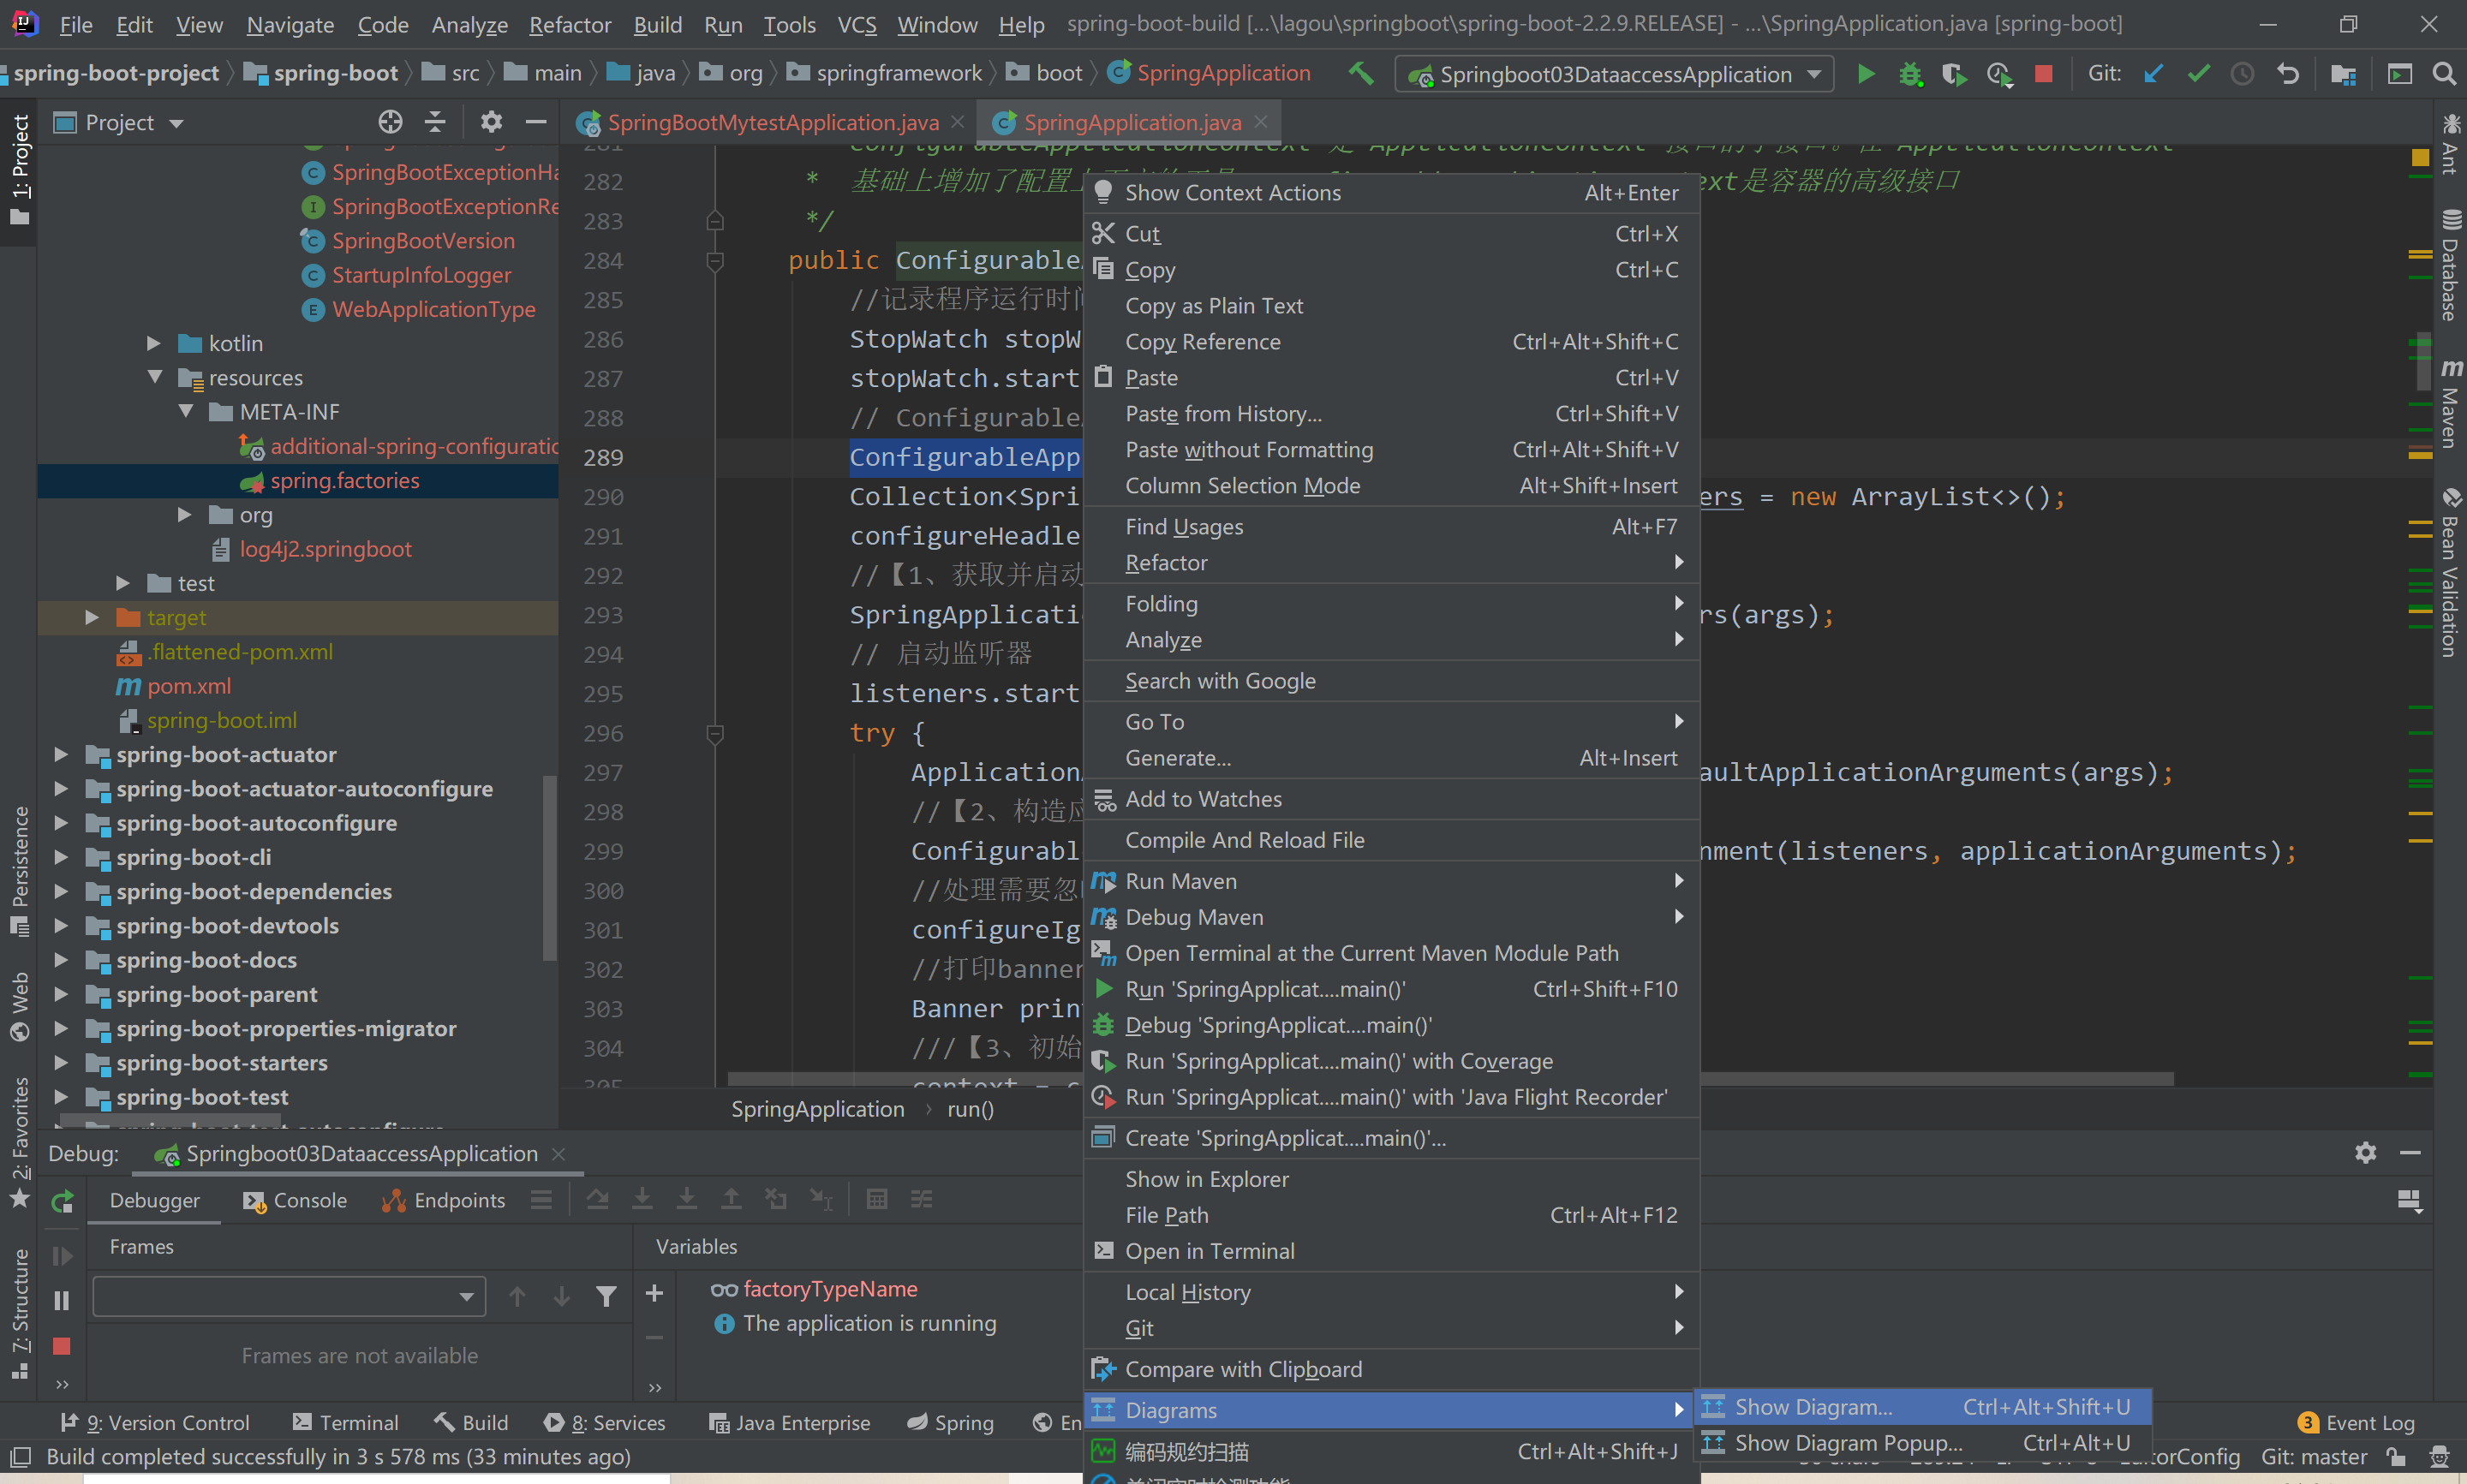 File Edit View Navigate Code Analyze Refactor Build Run Tools VCS Window Help spring-boot-build [...\lagou\springboot\spring-boot-2.2.9.RELEASE] - ...\SpringApplication.java [spring-boot]
spring-boot-project spring-boot src main java org springframework boot SpringApplication Springboot03DataaccessApplication Git:
1: Project
Persistence
Web
2: Favorites
7: Structure
Project
SpringBootExceptionHa
SpringBootExceptionRe
SpringBootVersion
StartupInfoLogger
WebApplicationType
kotlin
resources
META-INF
additional-spring-configuratio
spring.factories
org
log4j2.springboot
test
target
.flattened-pom.xml
pom.xml
spring-boot.iml
spring-boot-actuator
spring-boot-actuator-autoconfigure
spring-boot-autoconfigure
spring-boot-cli
spring-boot-dependencies
spring-boot-devtools
spring-boot-docs
spring-boot-parent
spring-boot-properties-migrator
spring-boot-starters
spring-boot-test
SpringBootMytestApplication.java SpringApplication.java
281 ConfigurableApplicationContext 是 ApplicationContext 接口的子接口。在 ApplicationContext
282 * 基础上增加了配置上 text是容器的高级接口
283 */
284 public Configurable
285 //记录程序运行时间
286 StopWatch stopW
287 stopWatch.start
288 // Configurable
289 ConfigurableApp
290 Collection<Spri ers = new ArrayList<>();
291 configureHeadle
292 //【1、获取并启动
293 SpringApplicati rs(args);
294 // 启动监听器
295 listeners.start
296 try {
297 Application aultApplicationArguments(args);
298 //【2、构造应
299 Configurabl nment(listeners, applicationArguments);
300 //处理需要忽
301 configureIg
302 //打印banner
303 Banner prin
304 ///【3、初始
305 context = c
SpringApplication › run()
Show Context Actions Alt+Enter
Cut Ctrl+X
Copy Ctrl+C
Copy as Plain Text
Copy Reference Ctrl+Alt+Shift+C
Paste Ctrl+V
Paste from History... Ctrl+Shift+V
Paste without Formatting Ctrl+Alt+Shift+V
Column Selection Mode Alt+Shift+Insert
Find Usages Alt+F7
Refactor
Folding
Analyze
Search with Google
Go To
Generate... Alt+Insert
Add to Watches
Compile And Reload File
Run Maven
Debug Maven
Open Terminal at the Current Maven Module Path
Run 'SpringApplicat....main()' Ctrl+Shift+F10
Debug 'SpringApplicat....main()'
Run 'SpringApplicat....main()' with Coverage
Run 'SpringApplicat....main()' with 'Java Flight Recorder'
Create 'SpringApplicat....main()'...
Show in Explorer
File Path Ctrl+Alt+F12
Open in Terminal
Local History
Git
Compare with Clipboard
Diagrams
编码规约扫描 Ctrl+Alt+Shift+J
Show Diagram... Ctrl+Alt+Shift+U
Show Diagram Popup... Ctrl+Alt+U
Ant
Database
Maven
Bean Validation
Debug: Springboot03DataaccessApplication
Debugger Console Endpoints
Frames Variables
factoryTypeName
The application is running
Frames are not available
9: Version Control Terminal Build 8: Services Java Enterprise Spring En 3 Event Log
Build completed successfully in 3 s 578 ms (33 minutes ago) orConfig Git: master